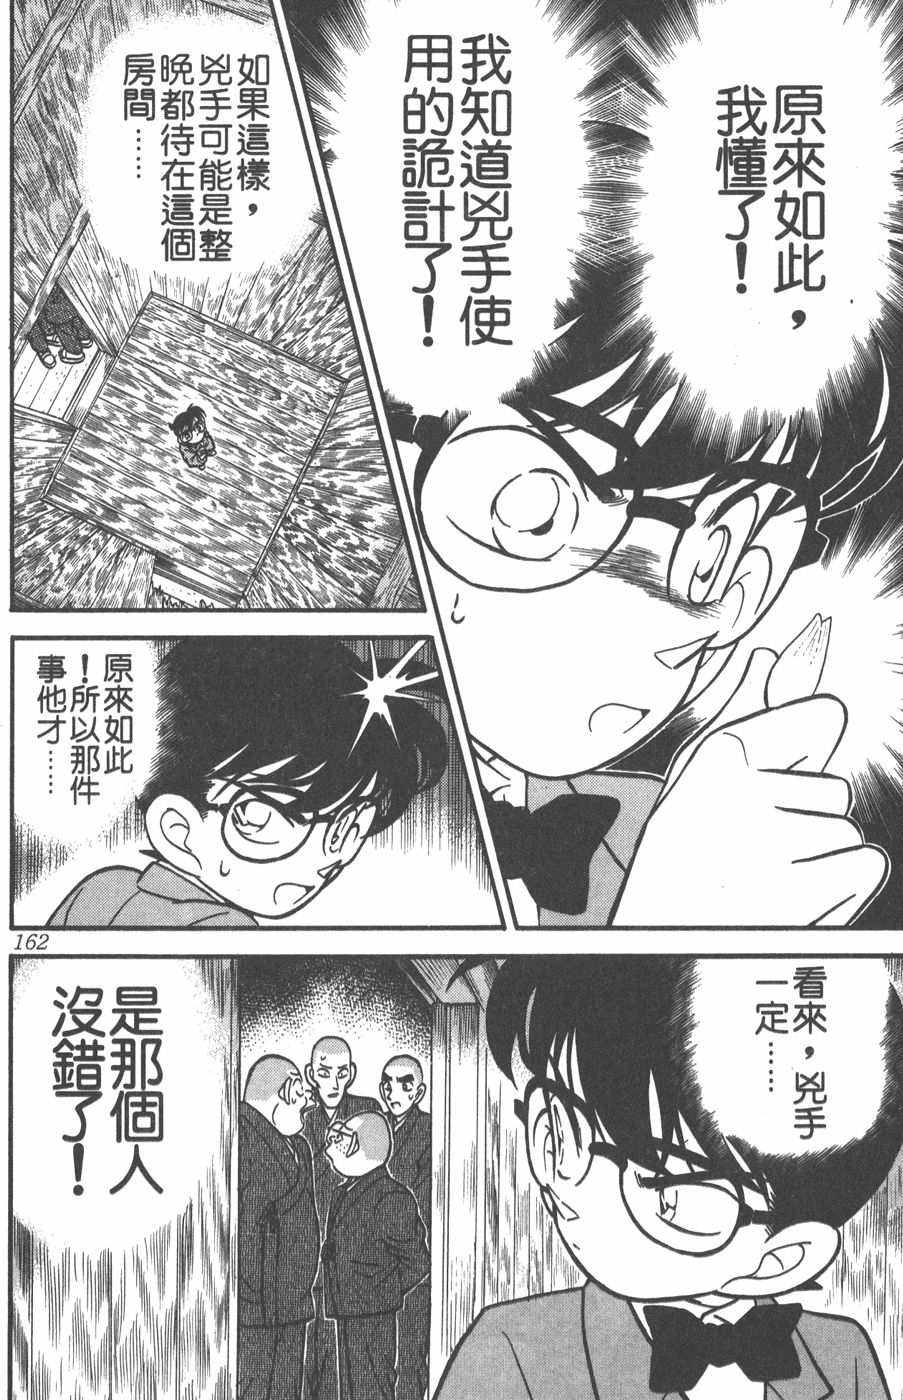 原來如此，
我懂了！
我知道兇手使
用的詭計了！
如果這樣，
兇手可能是整
晚都待在這個
房間……
原來如此
！所以那件
事他才……
162
看來，兇手
一定……
是那個人
沒錯了！